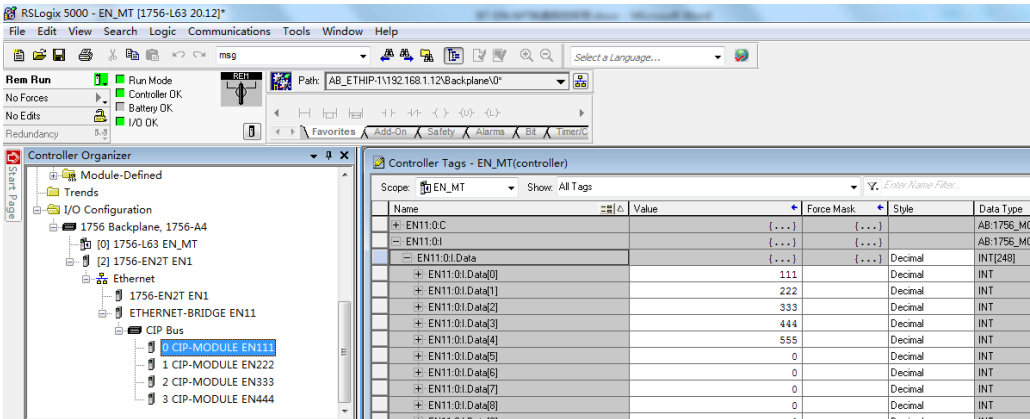 RSLogix 5000 - EN_MT [1756-L63 20.12]*
File Edit View Search Logic Communications Tools Window Help
msg
Select a Language...
Rem Run
Run Mode
REM
Path: AB_ETHIP-1\192.168.1.12\Backplane\0*
No Forces
Controller OK
Battery OK
No Edits
I/O OK
Redundancy
Favorites Add-On Safety Alarms Bit Timer/C
Start Page
Controller Organizer
Module-Defined
Trends
I/O Configuration
1756 Backplane, 1756-A4
[0] 1756-L63 EN_MT
[2] 1756-EN2T EN1
Ethernet
1756-EN2T EN1
ETHERNET-BRIDGE EN11
CIP Bus
0 CIP-MODULE EN111
1 CIP-MODULE EN222
2 CIP-MODULE EN333
3 CIP-MODULE EN444
Controller Tags - EN_MT(controller)
Scope: EN_MT Show: All Tags Enter Name Filter...
Name Value Force Mask Style Data Type
EN11:0:C {...} {...} AB:1756_MO
EN11:0:I {...} {...} AB:1756_MO
EN11:0:I.Data {...} {...} Decimal INT[248]
EN11:0:I.Data[0] 111 Decimal INT
EN11:0:I.Data[1] 222 Decimal INT
EN11:0:I.Data[2] 333 Decimal INT
EN11:0:I.Data[3] 444 Decimal INT
EN11:0:I.Data[4] 555 Decimal INT
EN11:0:I.Data[5] 0 Decimal INT
EN11:0:I.Data[6] 0 Decimal INT
EN11:0:I.Data[7] 0 Decimal INT
EN11:0:I.Data[8] 0 Decimal INT